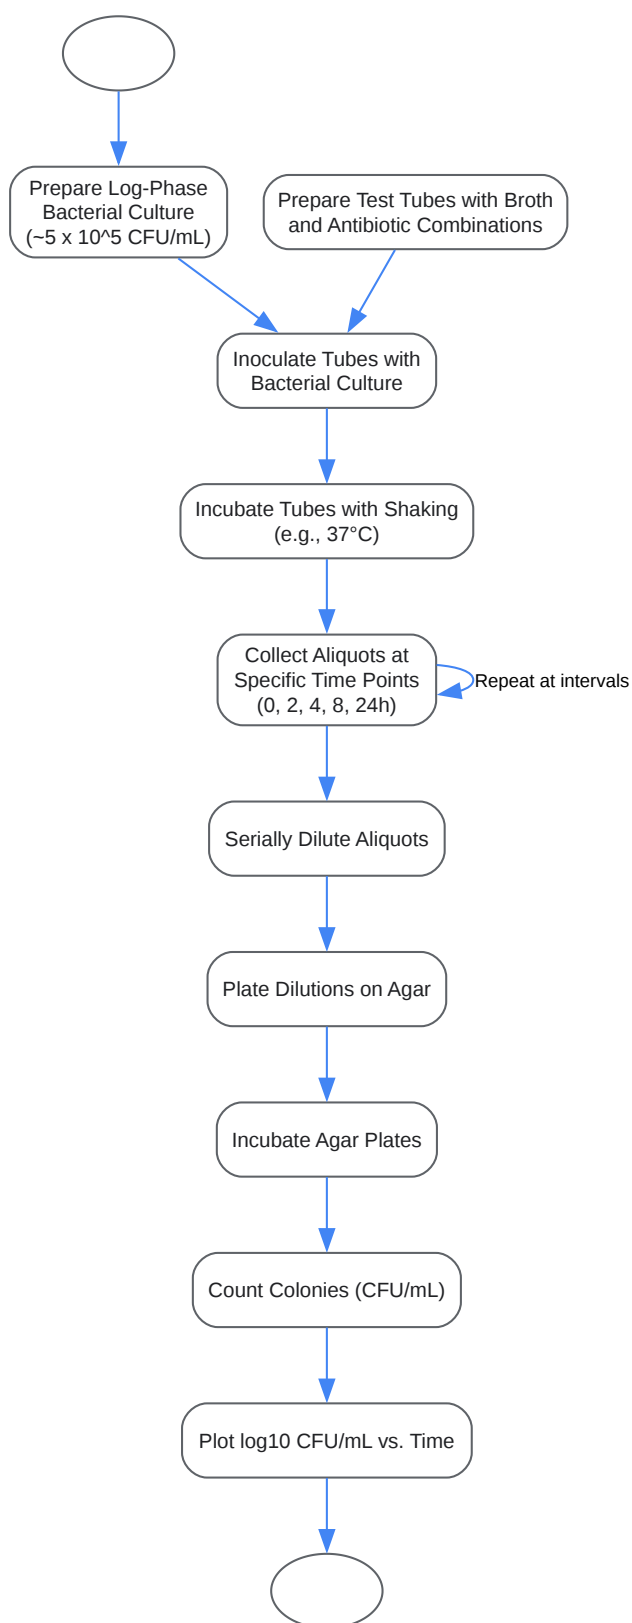 Prepare Log-Phase
Bacterial Culture
(~5 x 10^5 CFU/mL)
Prepare Test Tubes with Broth
and Antibiotic Combinations
Inoculate Tubes with
Bacterial Culture
Incubate Tubes with Shaking
(e.g., 37°C)
Collect Aliquots at
Specific Time Points
(0, 2, 4, 8, 24h)
Repeat at intervals
Serially Dilute Aliquots
Plate Dilutions on Agar
Incubate Agar Plates
Count Colonies (CFU/mL)
Plot log10 CFU/mL vs. Time